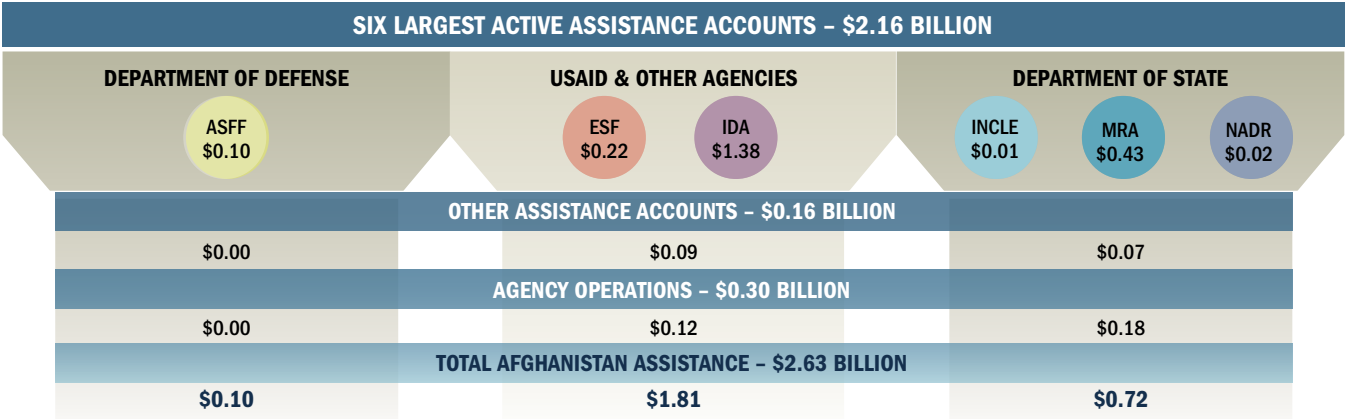 SIX LARGEST ACTIVE ASSISTANCE ACCOUNTS – $2.16 BILLION
DEPARTMENT OF DEFENSE
ASFF
$0.10
USAID & OTHER AGENCIES
ESF
$0.22
IDA
$1.38
DEPARTMENT OF STATE
INCLE
$0.01
MRA
$0.43
NADR
$0.02
OTHER ASSISTANCE ACCOUNTS – $0.16 BILLION
$0.00 $0.09 $0.07
AGENCY OPERATIONS – $0.30 BILLION
$0.00 $0.12 $0.18
TOTAL AFGHANISTAN ASSISTANCE – $2.63 BILLION
$0.10 $1.81 $0.72